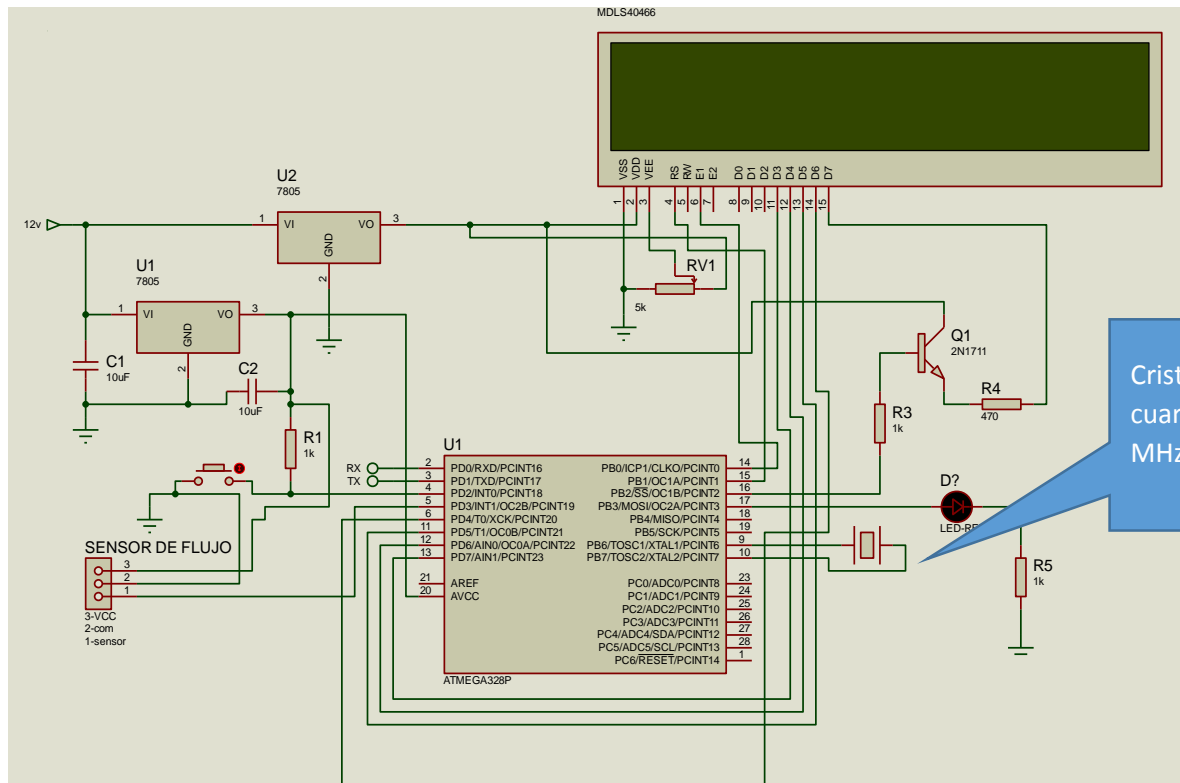 MDLS40466
VSS
VDD
VEE
RS
RW
E1
E2
D0
D1
D2
D3
D4
D5
D6
D7
1
2
3
4
5
6
7
8
9
10
11
12
13
14
15
U2
7805
12v
1
VI
VO
3
GND
2
U1
7805
1
VI
VO
3
GND
2
RV1
5k
C1
10uF
C2
10uF
R1
1k
Q1
2N1711
R3
1k
R4
470
MHz
U1
RX
TX
2
3
4
5
6
11
12
13
21
20
PD0/RXD/PCINT16
PD1/TXD/PCINT17
PD2/INT0/PCINT18
PD3/INT1/OC2B/PCINT19
PD4/T0/XCK/PCINT20
PD5/T1/OC0B/PCINT21
PD6/AIN0/OC0A/PCINT22
PD7/AIN1/PCINT23
AREF
AVCC
PB0/ICP1/CLKO/PCINT0
PB1/OC1A/PCINT1
PB2/SS/OC1B/PCINT2
PB3/MOSI/OC2A/PCINT3
PB4/MISO/PCINT4
PB5/SCK/PCINT5
PB6/TOSC1/XTAL1/PCINT6
PB7/TOSC2/XTAL2/PCINT7
PC0/ADC0/PCINT8
PC1/ADC1/PCINT9
PC2/ADC2/PCINT10
PC3/ADC3/PCINT11
PC4/ADC4/SDA/PCINT12
PC5/ADC5/SCL/PCINT13
PC6/RESET/PCINT14
14
15
16
17
18
19
9
10
23
24
25
26
27
28
1
ATMEGA328P
D?
R5
1k
SENSOR DE FLUJO
3
2
1
3-VCC
2-com
1-sensor